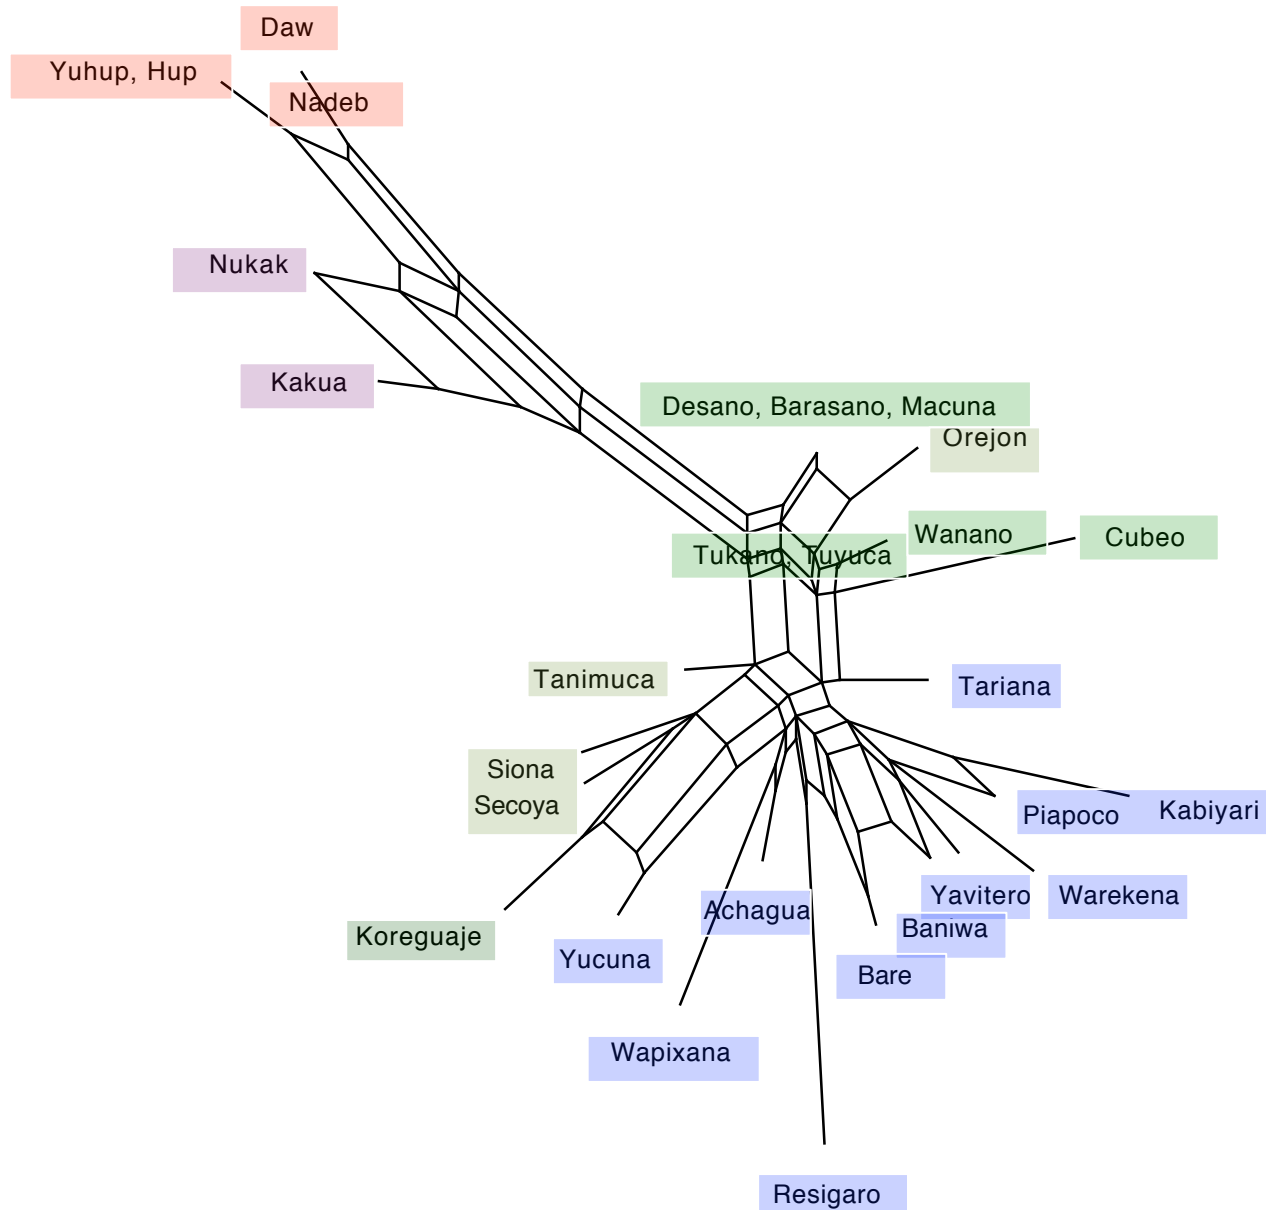 Daw
Yuhup, Hup
Nadeb
Nukak
Kakua
Desano, Barasano, Macuna
Orejon
Wanano
Cubeo
Tukano, Tuyuca
Tanimuca
Tariana
Siona
Secoya
Piapoco
Kabiyari
Yavitero
Warekena
Achagua
Baniwa
Koreguaje
Yucuna
Bare
Wapixana
Resigaro